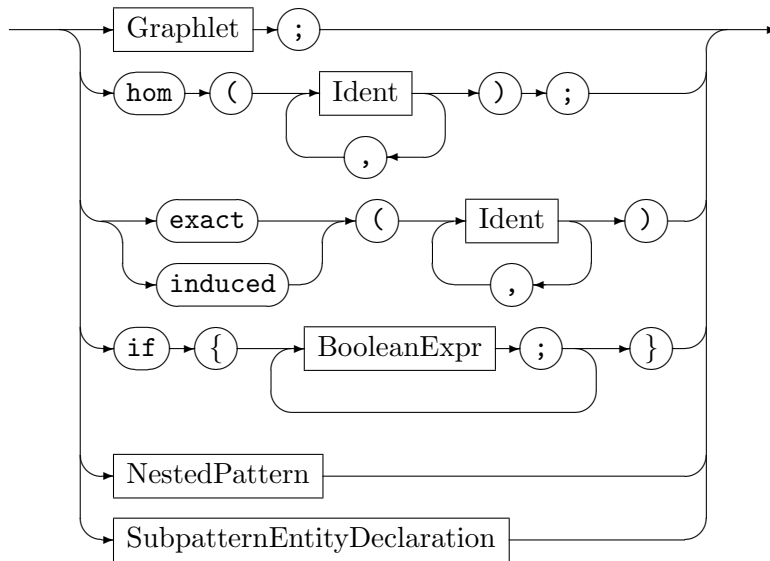 Graphlet ;
hom ( Ident ) ;
,
exact ( Ident )
induced ,
if { BooleanExpr ; }
NestedPattern
SubpatternEntityDeclaration